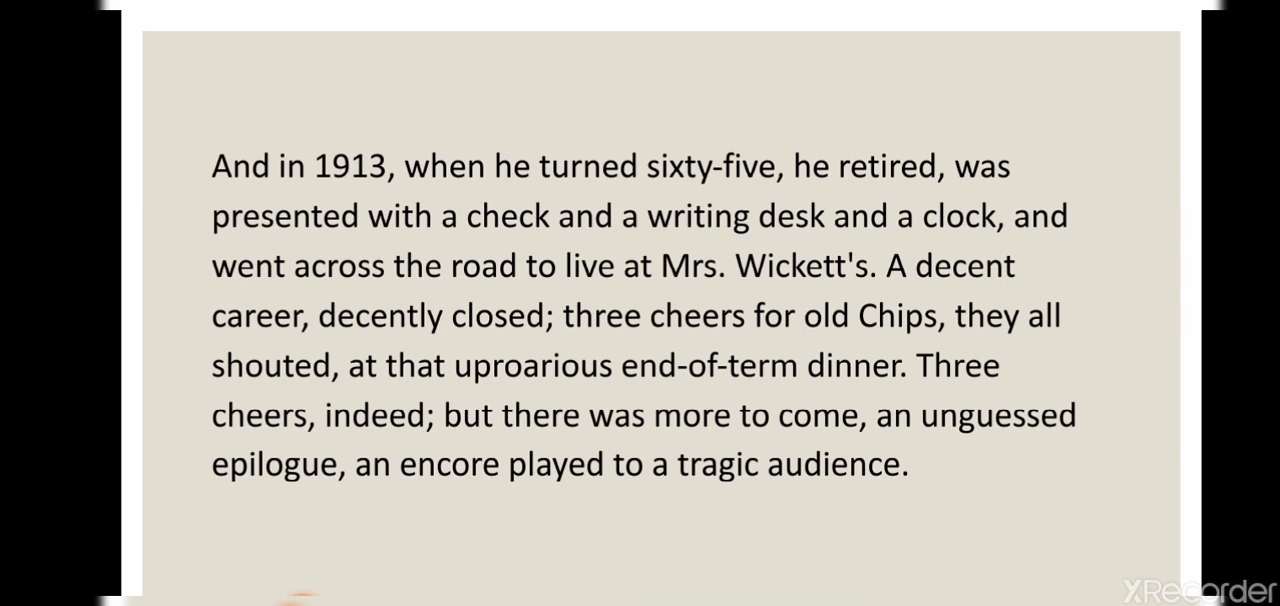 And in 1913, when he turned sixty-five, he retired, was
presented with a check and a writing desk and a clock, and
went across the road to live at Mrs. Wickett's. A decent
career, decently closed; three cheers for old Chips, they all
shouted, at that uproarious end-of-term dinner. Three
cheers, indeed; but there was more to come, an unguessed
epilogue, an encore played to a tragic audience.
XRecorder